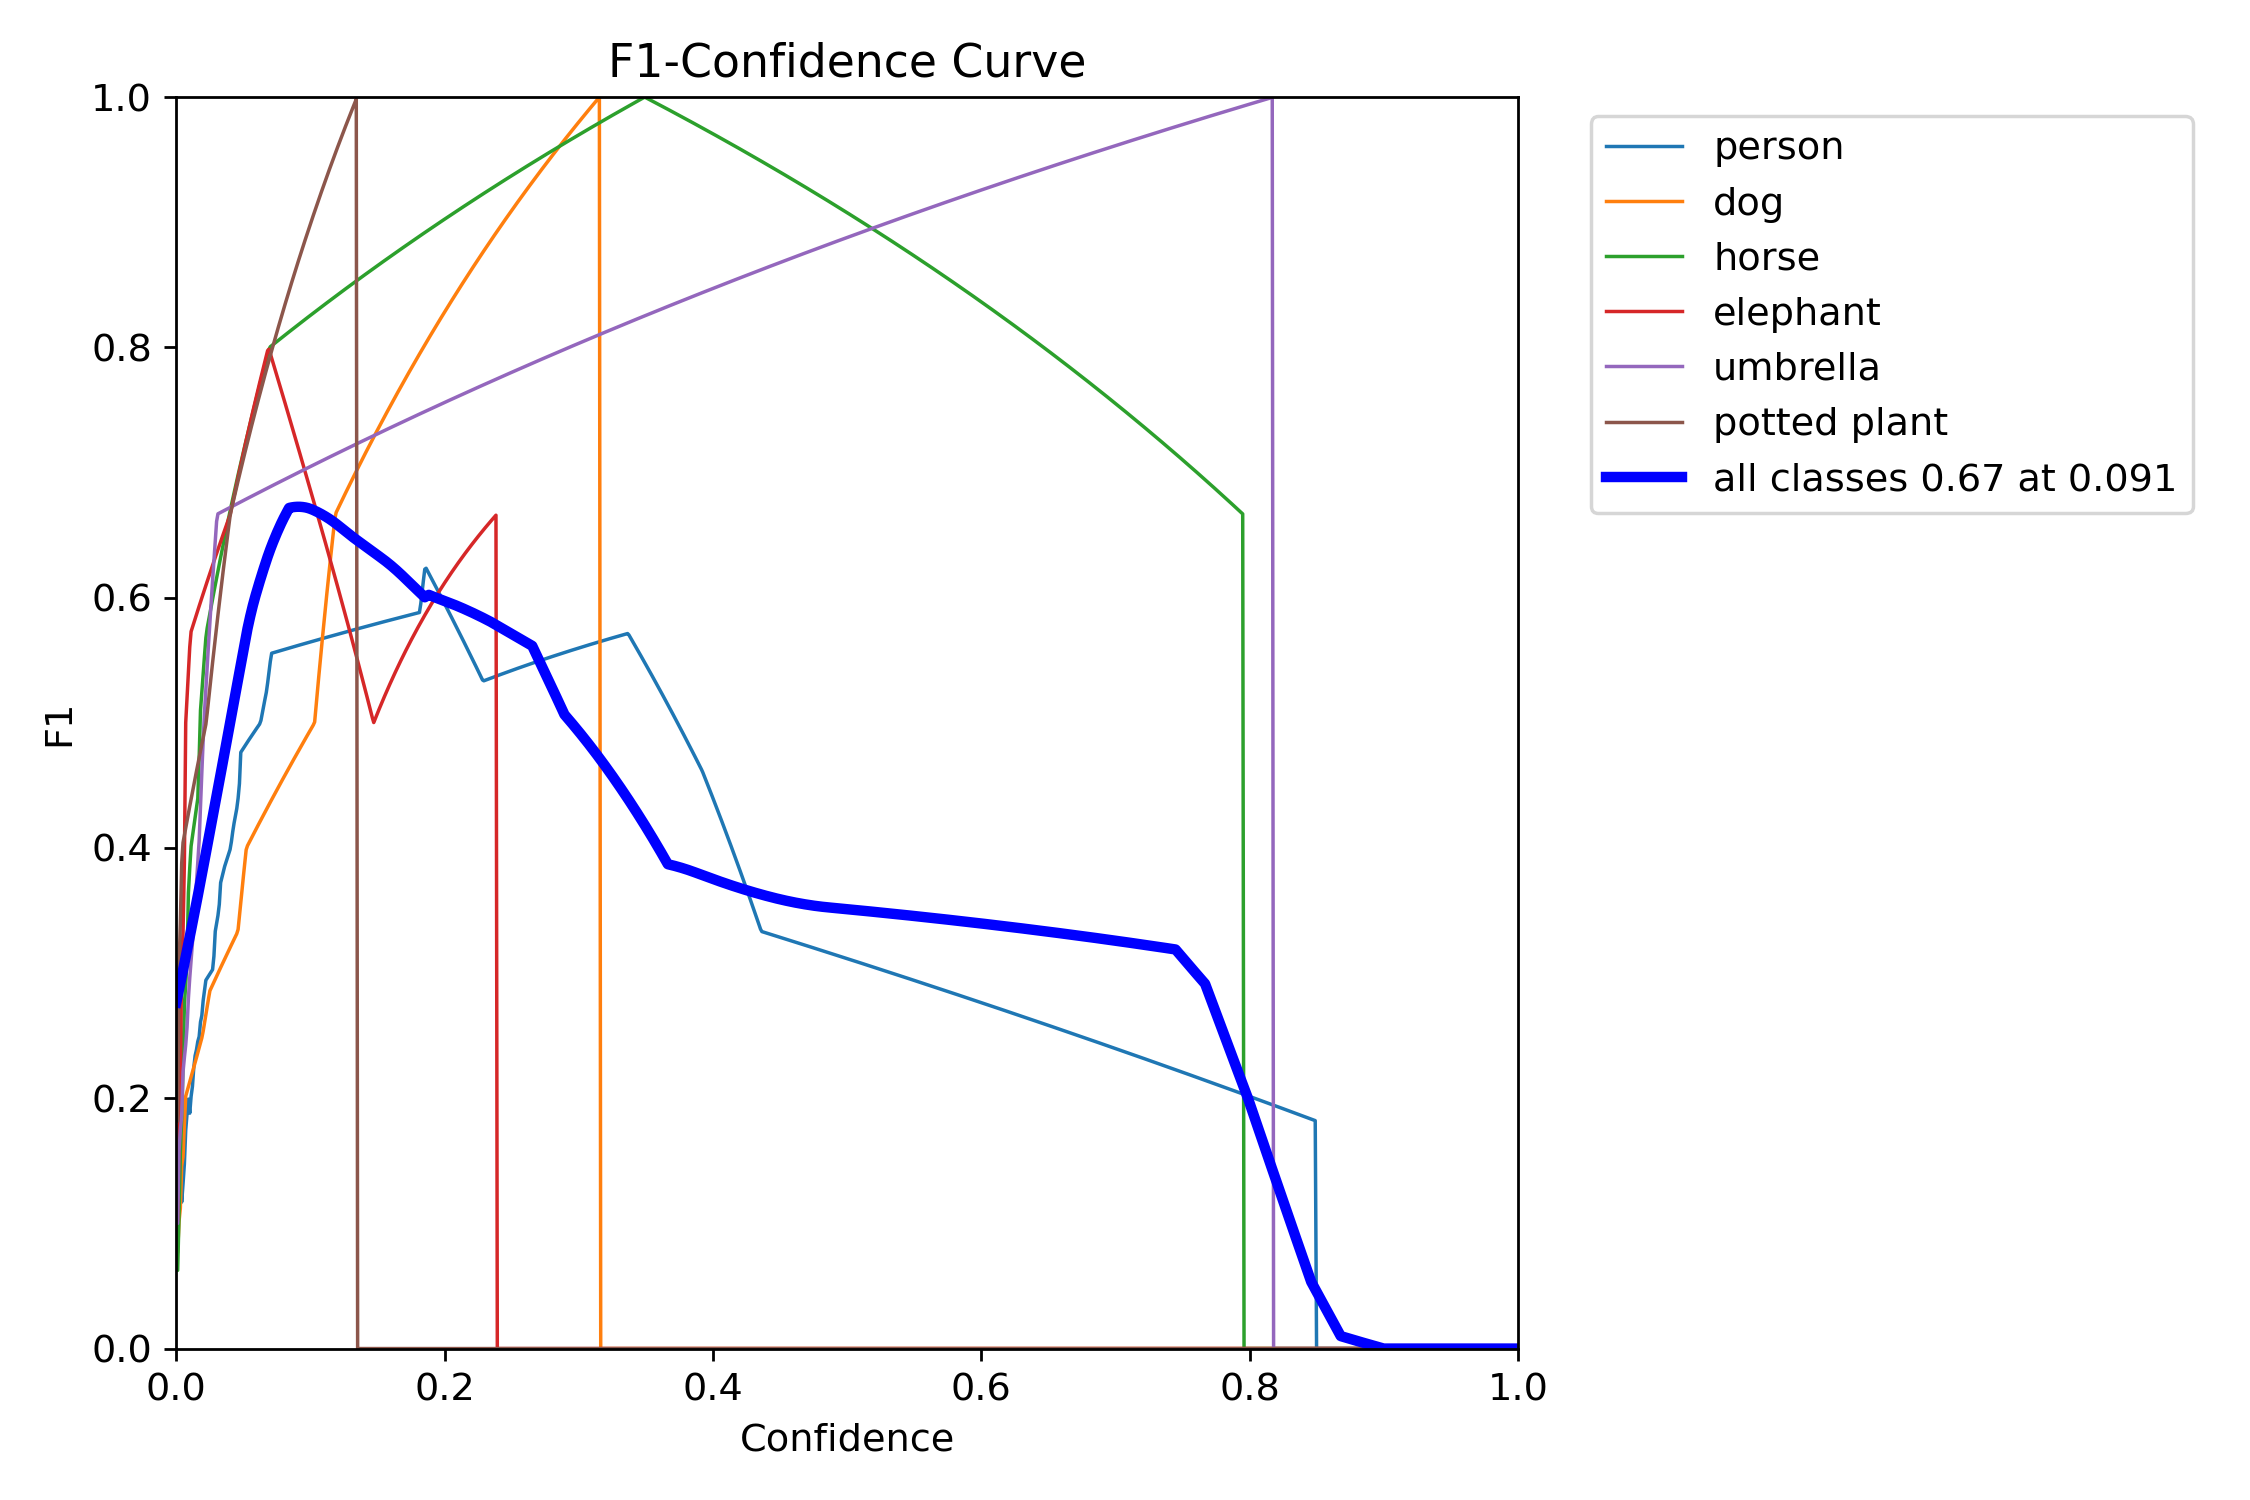 F1-Confidence Curve
1.0
0.8
0.6
0.4
0.2
0.0
F1
0.0 0.2 0.4 0.6 0.8 1.0
Confidence
person
dog
horse
elephant
umbrella
potted plant
all classes 0.67 at 0.091